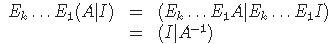 E_k … E_1(A|I) = (E_k … E_1A|E_k … E_1I)
= (I|A^{-1})